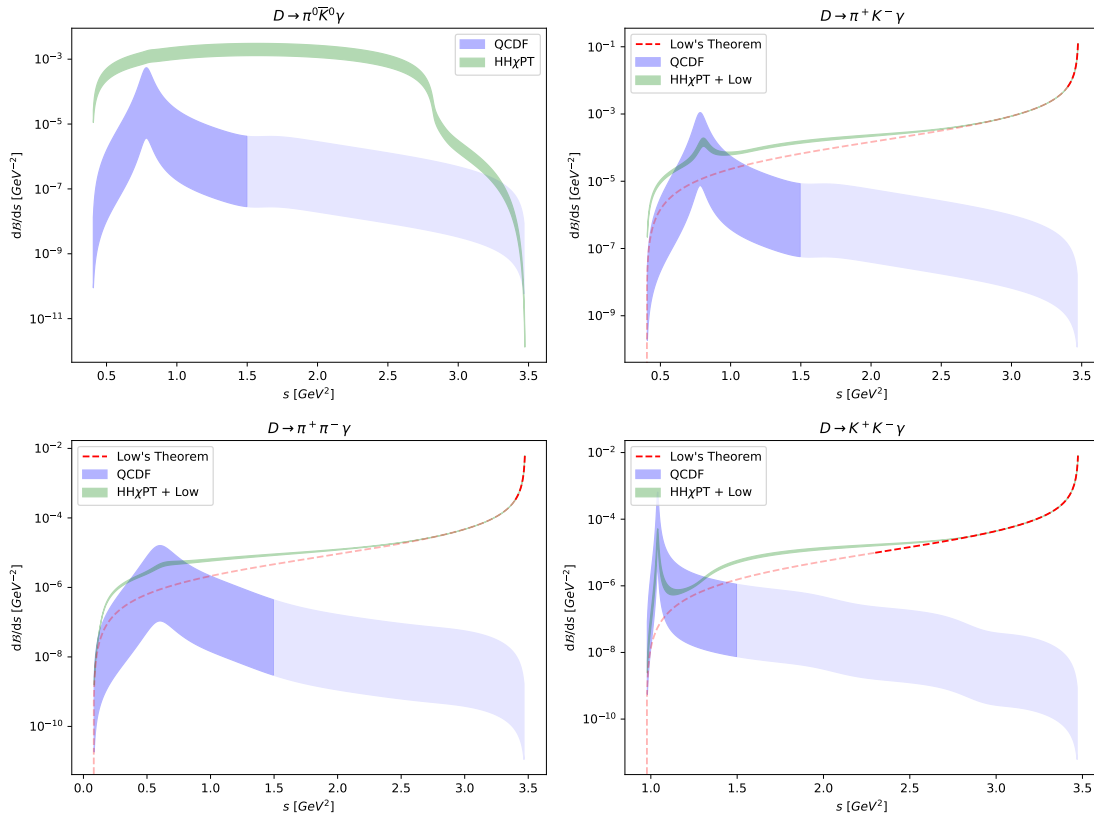 D → π⁰K̅⁰γ
QCDF
HHχPT
10⁻³
10⁻⁵
10⁻⁷
10⁻⁹
10⁻¹¹
dℬ/ds [GeV⁻²]
0.5 1.0 1.5 2.0 2.5 3.0 3.5
s [GeV²]
D → π⁺K⁻γ
Low's Theorem
QCDF
HHχPT + Low
10⁻¹
10⁻³
10⁻⁵
10⁻⁷
10⁻⁹
dℬ/ds [GeV⁻²]
0.5 1.0 1.5 2.0 2.5 3.0 3.5
s [GeV²]
D → π⁺π⁻γ
Low's Theorem
QCDF
HHχPT + Low
10⁻²
10⁻⁴
10⁻⁶
10⁻⁸
10⁻¹⁰
dℬ/ds [GeV⁻²]
0.0 0.5 1.0 1.5 2.0 2.5 3.0 3.5
s [GeV²]
D → K⁺K⁻γ
Low's Theorem
QCDF
HHχPT + Low
10⁻²
10⁻⁴
10⁻⁶
10⁻⁸
10⁻¹⁰
dℬ/ds [GeV⁻²]
1.0 1.5 2.0 2.5 3.0 3.5
s [GeV²]